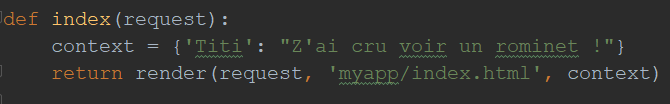 def index(request):
    context = {'Titi': "Z'ai cru voir un rominet !"}
    return render(request, 'myapp/index.html', context)